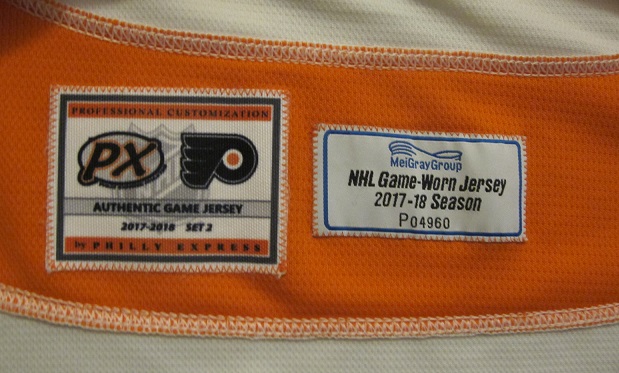 PROFESSIONAL CUSTOMIZATION
PX
AUTHENTIC GAME JERSEY
2017-2018 SET 2
by PHILLY EXPRESS
MeiGrayGroup
NHL Game-Worn Jersey
2017-18 Season
P04960